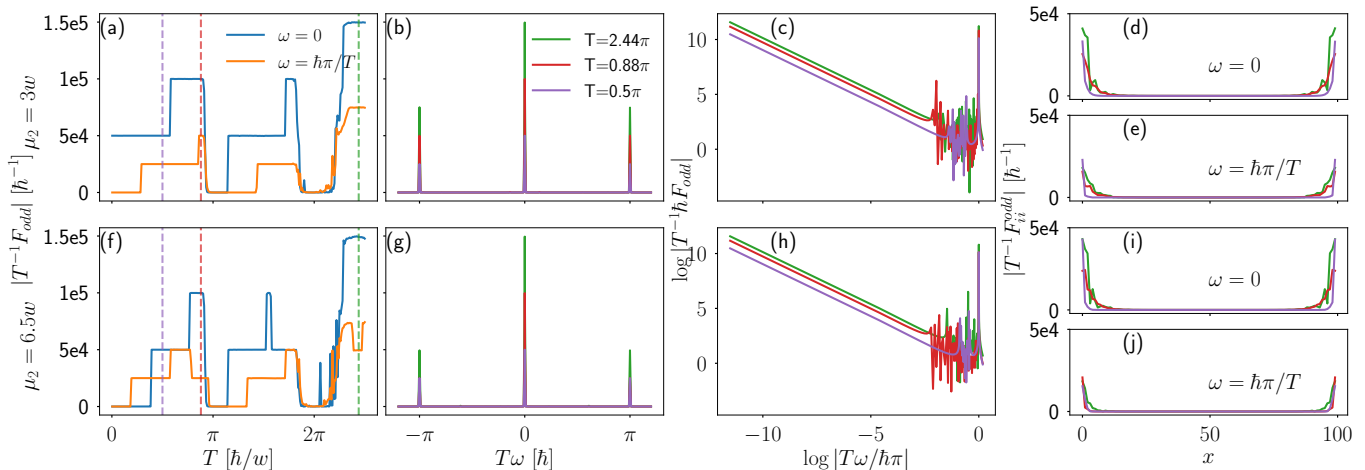 μ₂ = 3w
|T⁻¹F_odd| [ħ⁻¹]
μ₂ = 6.5w
(a)
1.5e5
1e5
5e4
0
ω = 0
ω = ħπ/T
(b)
T=2.44π
T=0.88π
T=0.5π
(c)
10
5
0
log |T⁻¹ħF_odd|
(d)
5e4
0
ω = 0
(e)
5e4
0
ω = ħπ/T
|T⁻¹F_ii^odd| [ħ⁻¹]
(f)
1.5e5
1e5
5e4
0
0 π 2π
T [ħ/w]
(g)
−π 0 π
Tω [ħ]
(h)
10
5
0
−10 −5 0
log |Tω/ħπ|
(i)
5e4
0
ω = 0
(j)
5e4
0
ω = ħπ/T
0 50 100
x